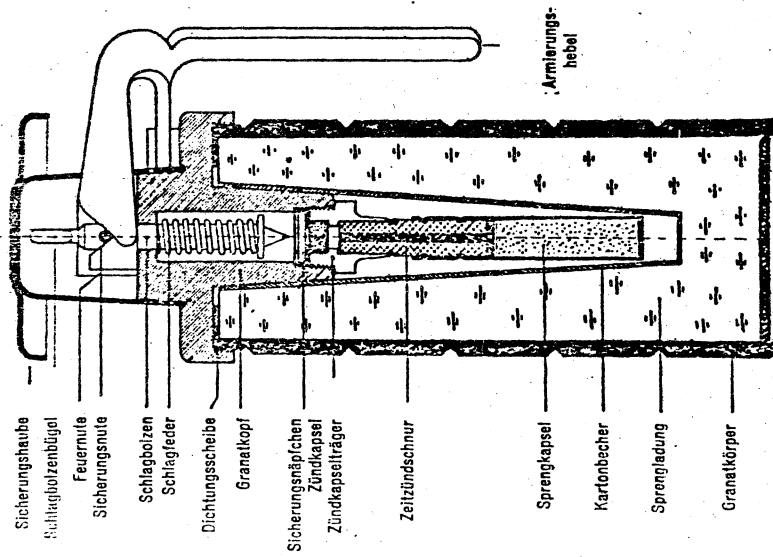 Armierungs-
hebel
Sicherungshaube
Schlagbolzenbügel
Feuernute
Sicherungsnute
Schlagbolzen
Schlagfeder
Dichtungsscheibe
Granatkopf
Sicherungsnäpfchen
Zündkapsel
Zündkapselträger
Zeitzündschnur
Sprengkapsel
Kartonbecher
Sprengladung
Granatkörper